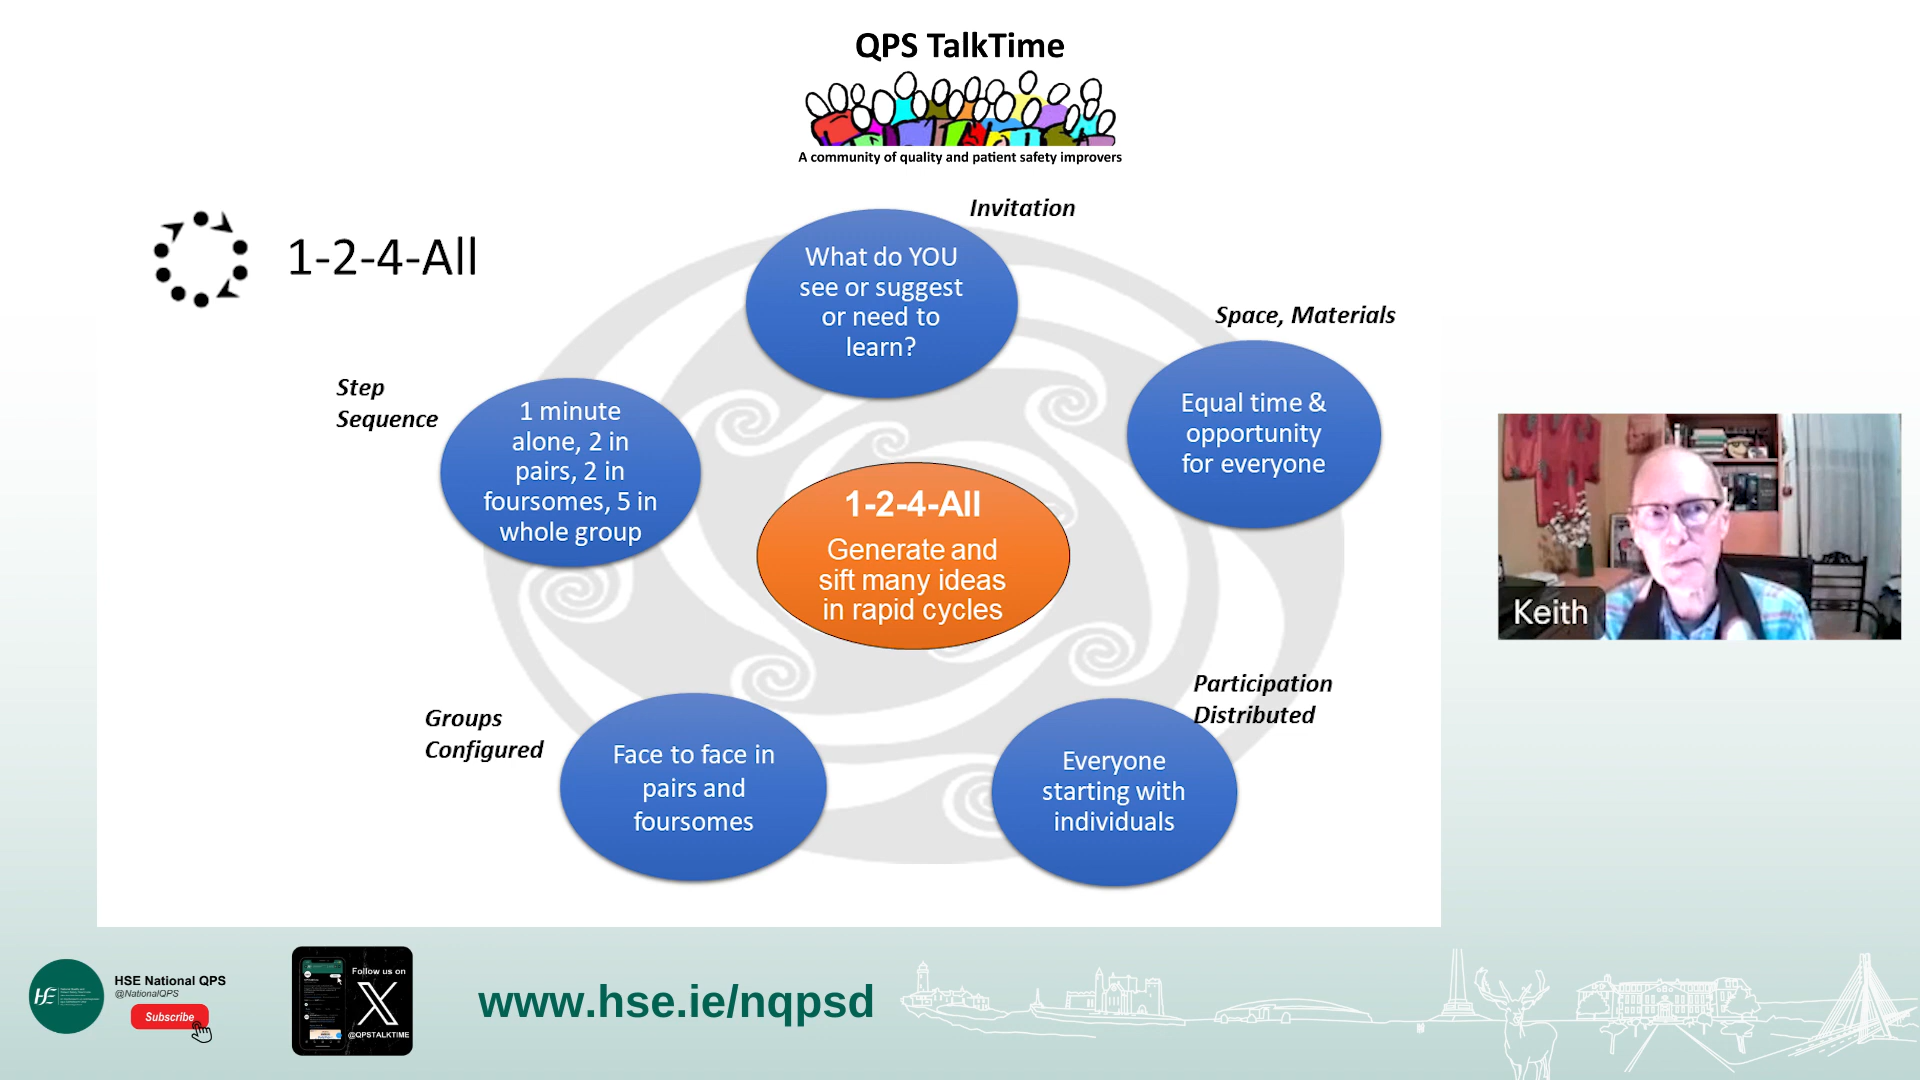 QPS TalkTime
A community of quality and patient safety improvers
1-2-4-All
Invitation
What do YOU
see or suggest
or need to
learn?
Space, Materials
Equal time &
opportunity
for everyone
Step
Sequence
1 minute
alone, 2 in
pairs, 2 in
foursomes, 5 in
whole group
1-2-4-All
Generate and
sift many ideas
in rapid cycles
Groups
Configured
Face to face in
pairs and
foursomes
Participation
Distributed
Everyone
starting with
individuals
Keith
HSE National QPS
@NationalQPS
Subscribe
Follow us on
X
@QPSTALKTIME
www.hse.ie/nqpsd